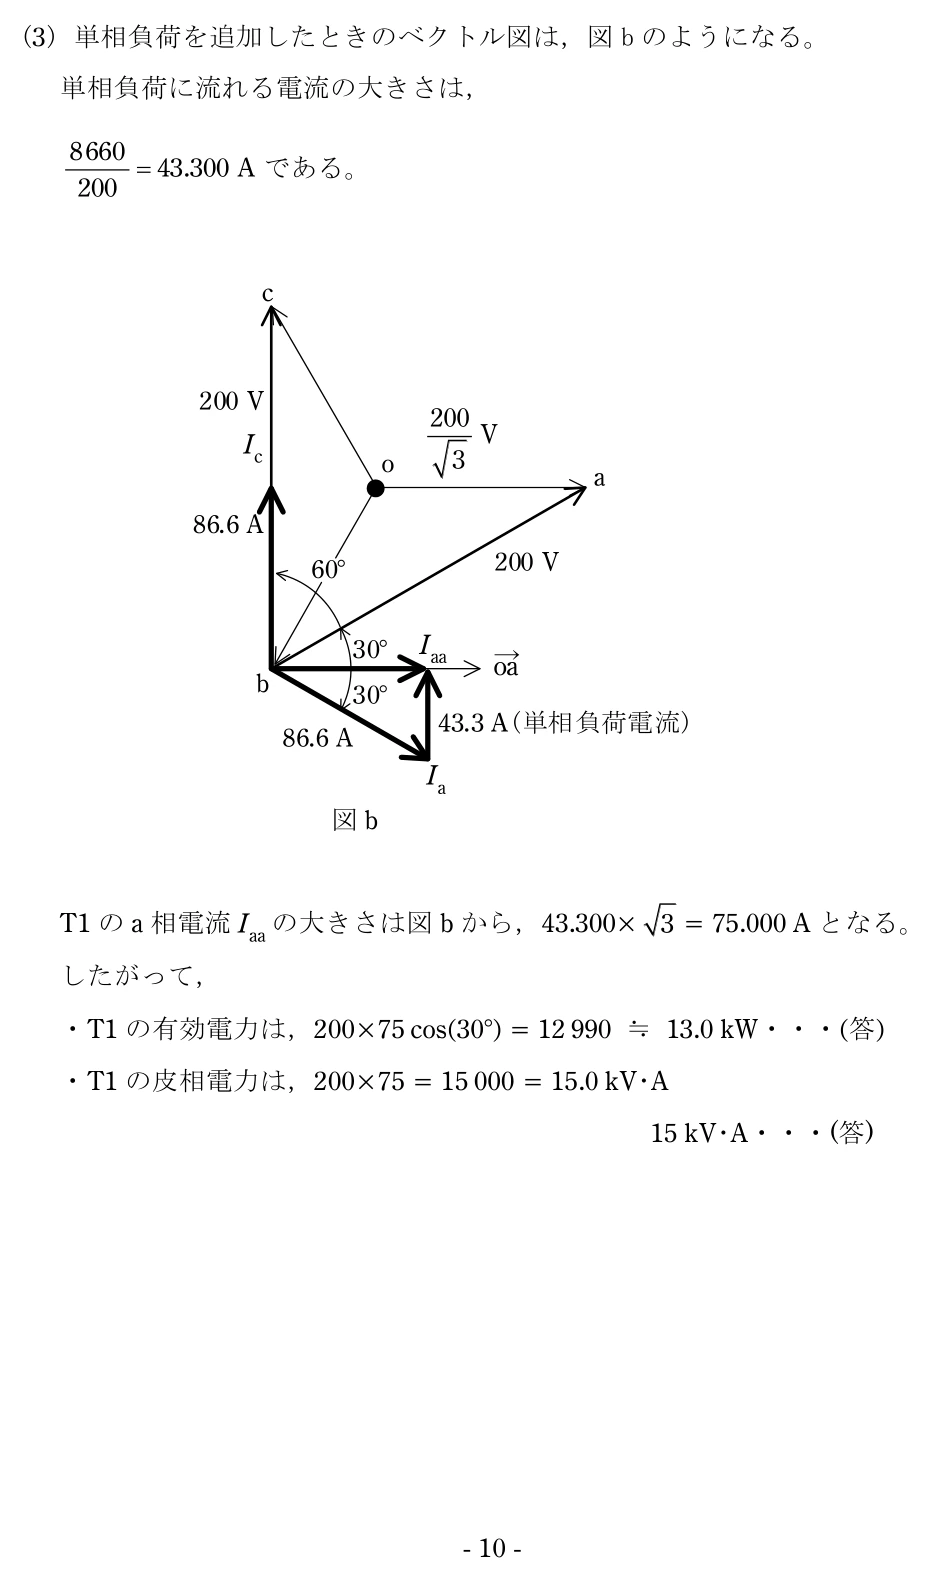 (3) 単相負荷を追加したときのベクトル図は，図 b のようになる。
単相負荷に流れる電流の大きさは，
8660/200 = 43.300 A である。
c
200 V
I_c
o
200/√3 V
a
86.6 A
60°
200 V
30°
I_aa
→oa
b
30°
43.3 A（単相負荷電流）
86.6 A
I_a
図 b
T1 の a 相電流 I_aa の大きさは図 b から，43.300×√3 = 75.000 A となる。
したがって，
・T1 の有効電力は，200×75 cos(30°) = 12 990 ≒ 13.0 kW・・・(答)
・T1 の皮相電力は，200×75 = 15 000 = 15.0 kV·A
15 kV·A・・・(答)
- 10 -